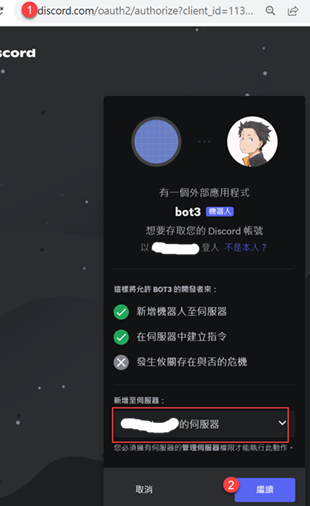 1
discord.com/oauth2/authorize?client_id=113...
scord
有一個外部應用程式
bot3 機器人
想要存取您的 Discord 帳號
以 登入 不是本人？
這樣將允許 BOT3 的開發者來：
新增機器人至伺服器
在伺服器中建立指令
發生攸關存在與否的危機
新增至伺服器：
的伺服器
您必須擁有伺服器的管理伺服器權限才能執行此動作。
取消
2
繼續